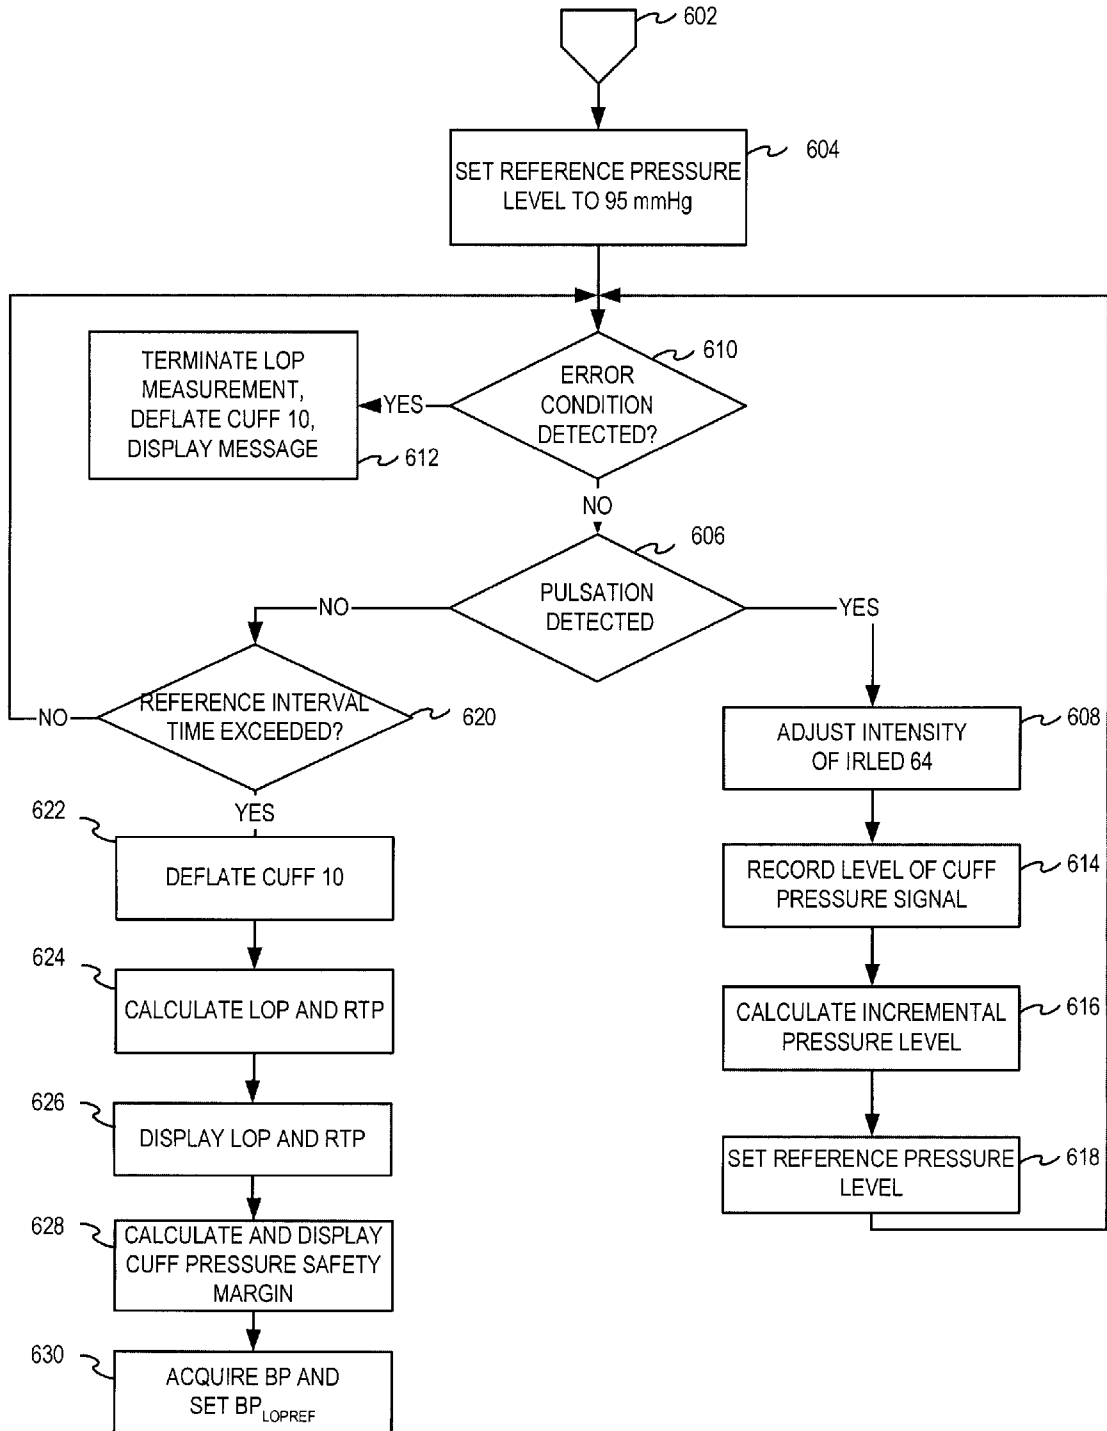 602
SET REFERENCE PRESSURE
LEVEL TO 95 mmHg
604
TERMINATE LOP
MEASUREMENT,
DEFLATE CUFF 10,
DISPLAY MESSAGE
612
YES
ERROR
CONDITION
DETECTED?
610
NO
606
PULSATION
DETECTED
NO
YES
REFERENCE INTERVAL
TIME EXCEEDED?
620
NO
YES
608
ADJUST INTENSITY
OF IRLED 64
622
DEFLATE CUFF 10
RECORD LEVEL OF CUFF
PRESSURE SIGNAL
614
624
CALCULATE LOP AND RTP
CALCULATE INCREMENTAL
PRESSURE LEVEL
616
626
DISPLAY LOP AND RTP
SET REFERENCE PRESSURE
LEVEL
618
628
CALCULATE AND DISPLAY
CUFF PRESSURE SAFETY
MARGIN
630
ACQUIRE BP AND
SET BP LOPREF